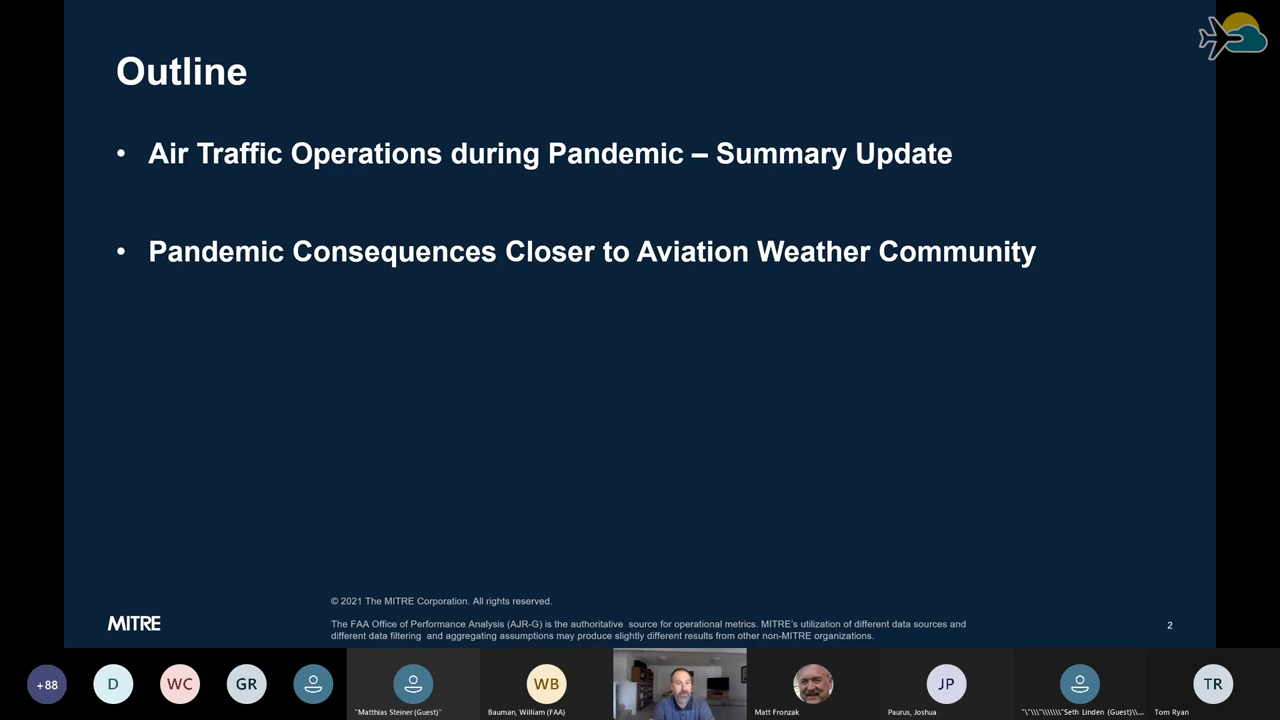 Outline
• Air Traffic Operations during Pandemic – Summary Update
• Pandemic Consequences Closer to Aviation Weather Community
© 2021 The MITRE Corporation. All rights reserved.
MITRE
The FAA Office of Performance Analysis (AJR-G) is the authoritative source for operational metrics. MITRE's utilization of different data sources and
different data filtering and aggregating assumptions may produce slightly different results from other non-MITRE organizations.
2
+88
D
WC
GR
WB
JP
TR
"Matthias Steiner (Guest)"
Bauman, William (FAA)
Matt Fronzak
Paurus, Joshua
"\"\\\"\\\\\\\"Seth Linden (Guest)\\...
Tom Ryan